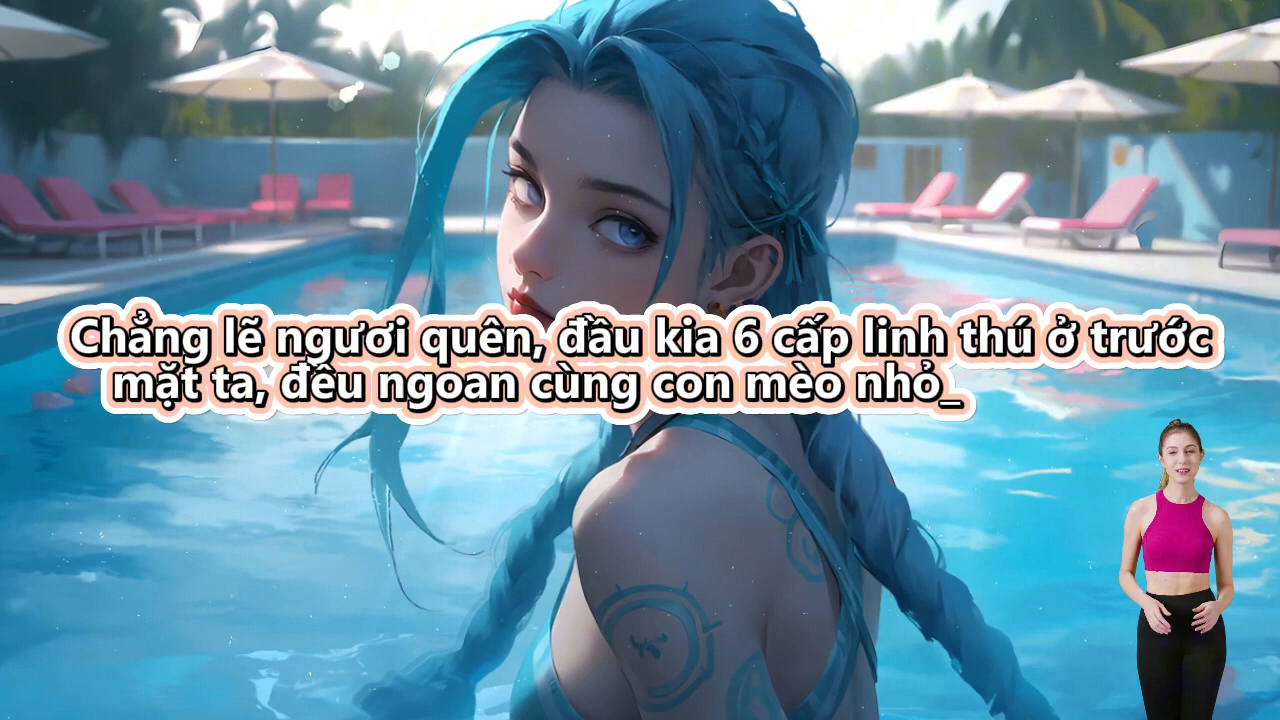 Chẳng lẽ ngươi quên, đầu kia 6 cấp linh thú ở trước
mặt ta, đều ngoan cùng con mèo nhỏ_